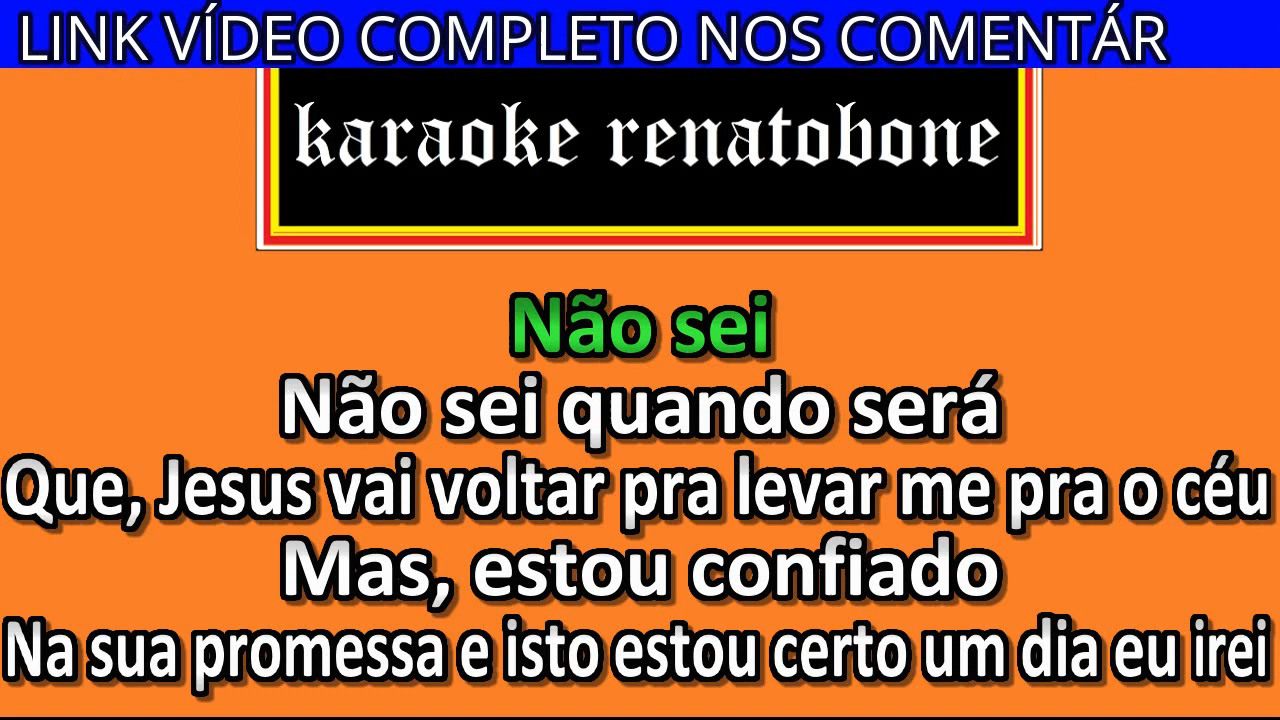 LINK VÍDEO COMPLETO NOS COMENTÁR
karaoke renatobone
Não sei
Não sei quando será
Que, Jesus vai voltar pra levar me pra o céu
Mas, estou confiado
Na sua promessa e isto estou certo um dia eu irei